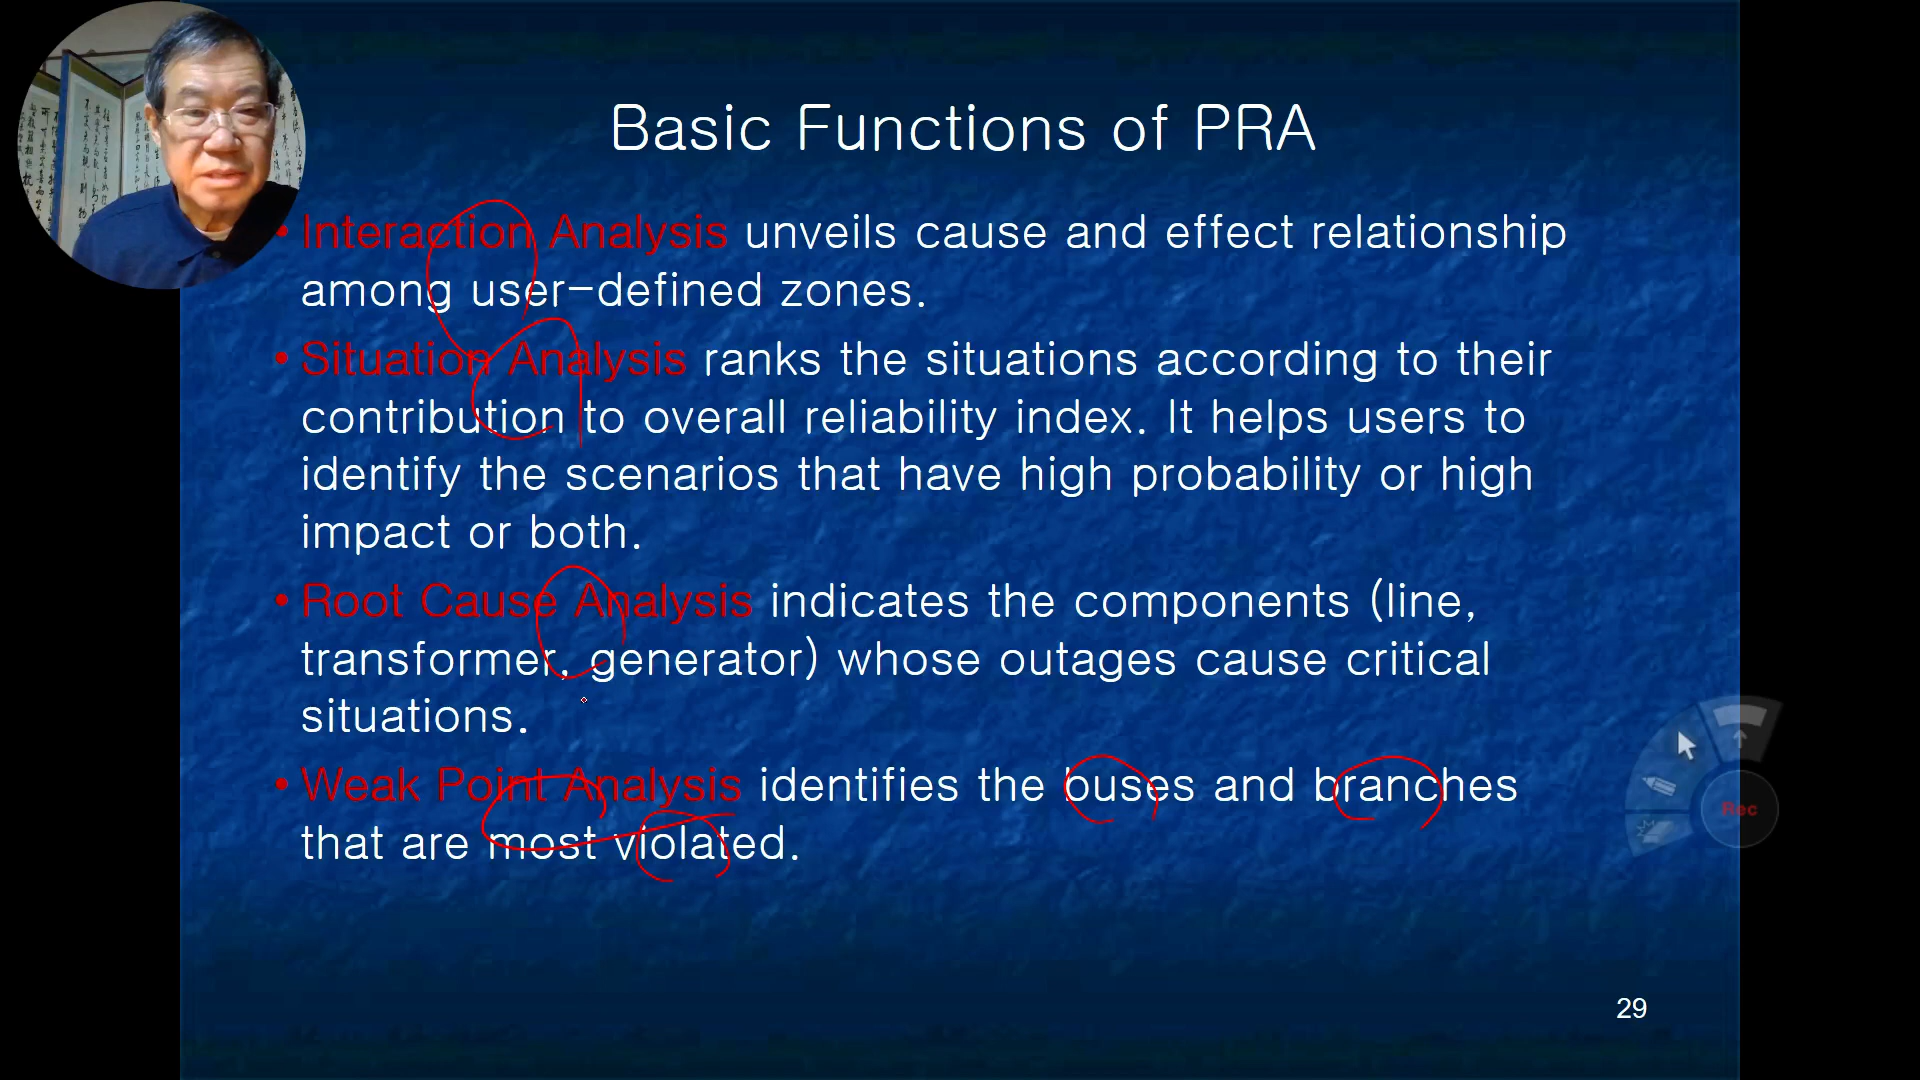 Basic Functions of PRA
• Interaction Analysis unveils cause and effect relationship
among user-defined zones.
• Situation Analysis ranks the situations according to their
contribution to overall reliability index. It helps users to
identify the scenarios that have high probability or high
impact or both.
• Root Cause Analysis indicates the components (line,
transformer, generator) whose outages cause critical
situations.
• Weak Point Analysis identifies the buses and branches
that are most violated.
Rec
29